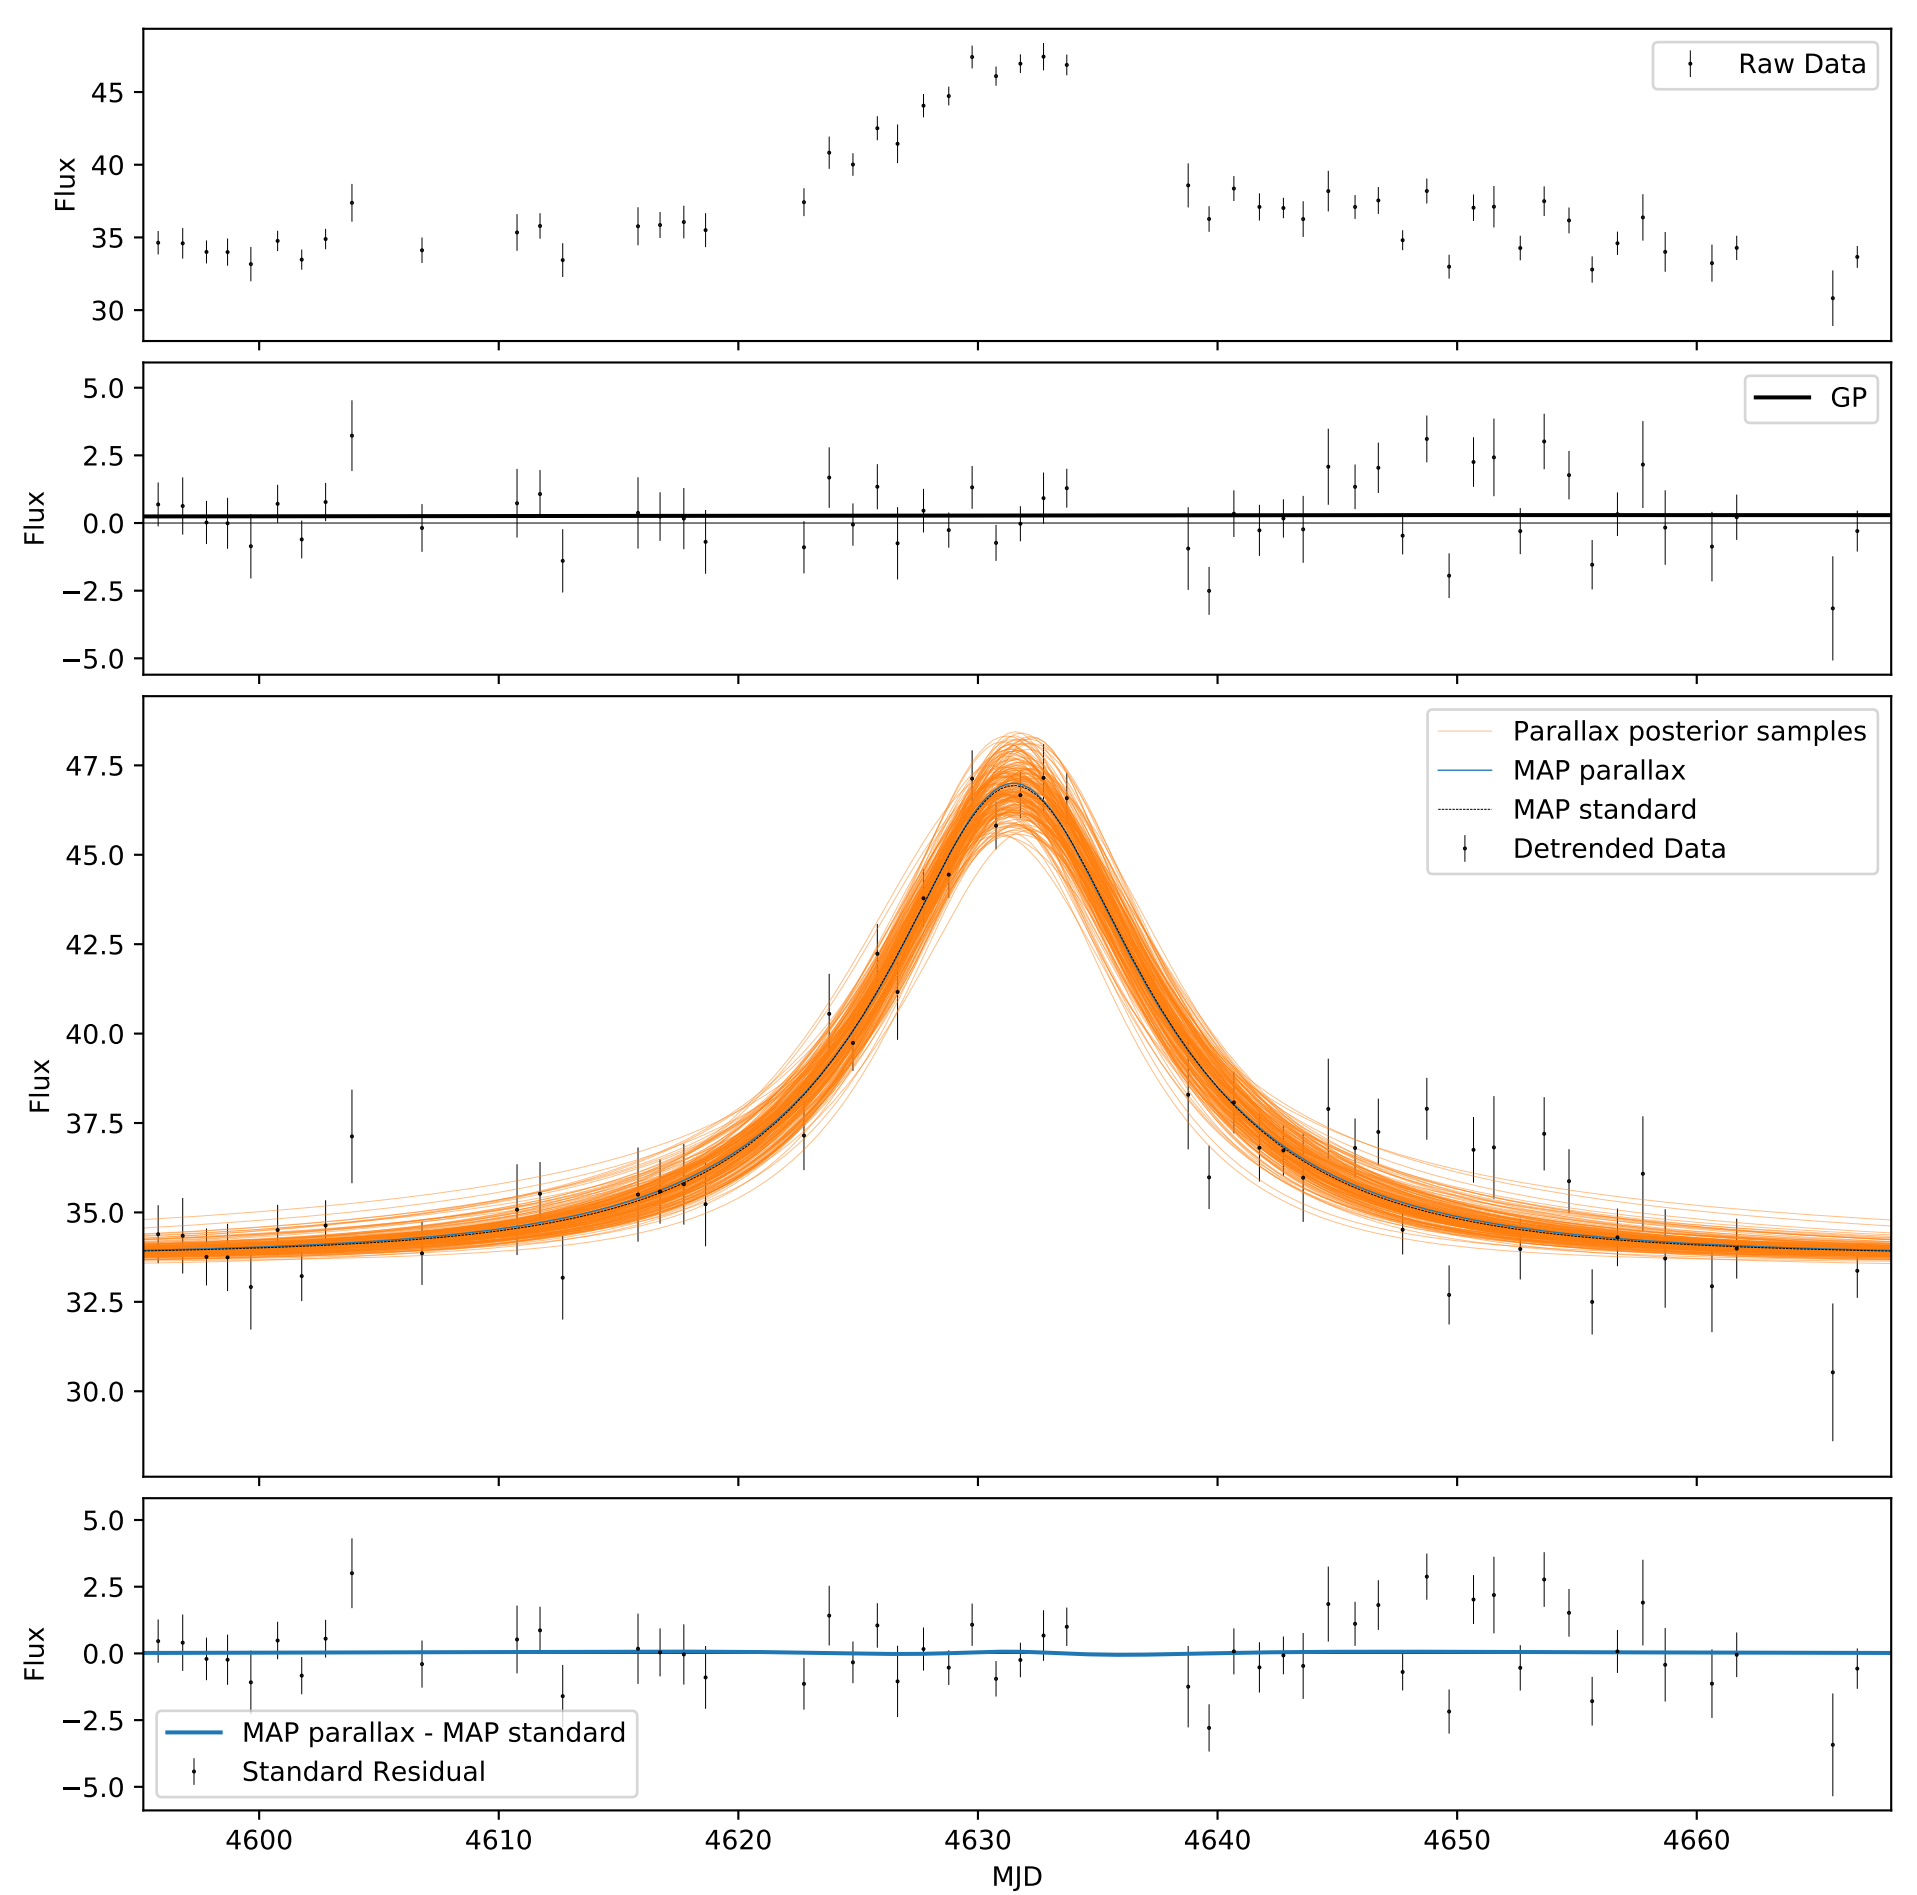 45
40
35
30
Flux
Raw Data
5.0
2.5
0.0
−2.5
−5.0
Flux
GP
47.5
45.0
42.5
40.0
37.5
35.0
32.5
30.0
Flux
Parallax posterior samples
MAP parallax
MAP standard
Detrended Data
5.0
2.5
0.0
−2.5
−5.0
Flux
MAP parallax - MAP standard
Standard Residual
4600 4610 4620 4630 4640 4650 4660
MJD